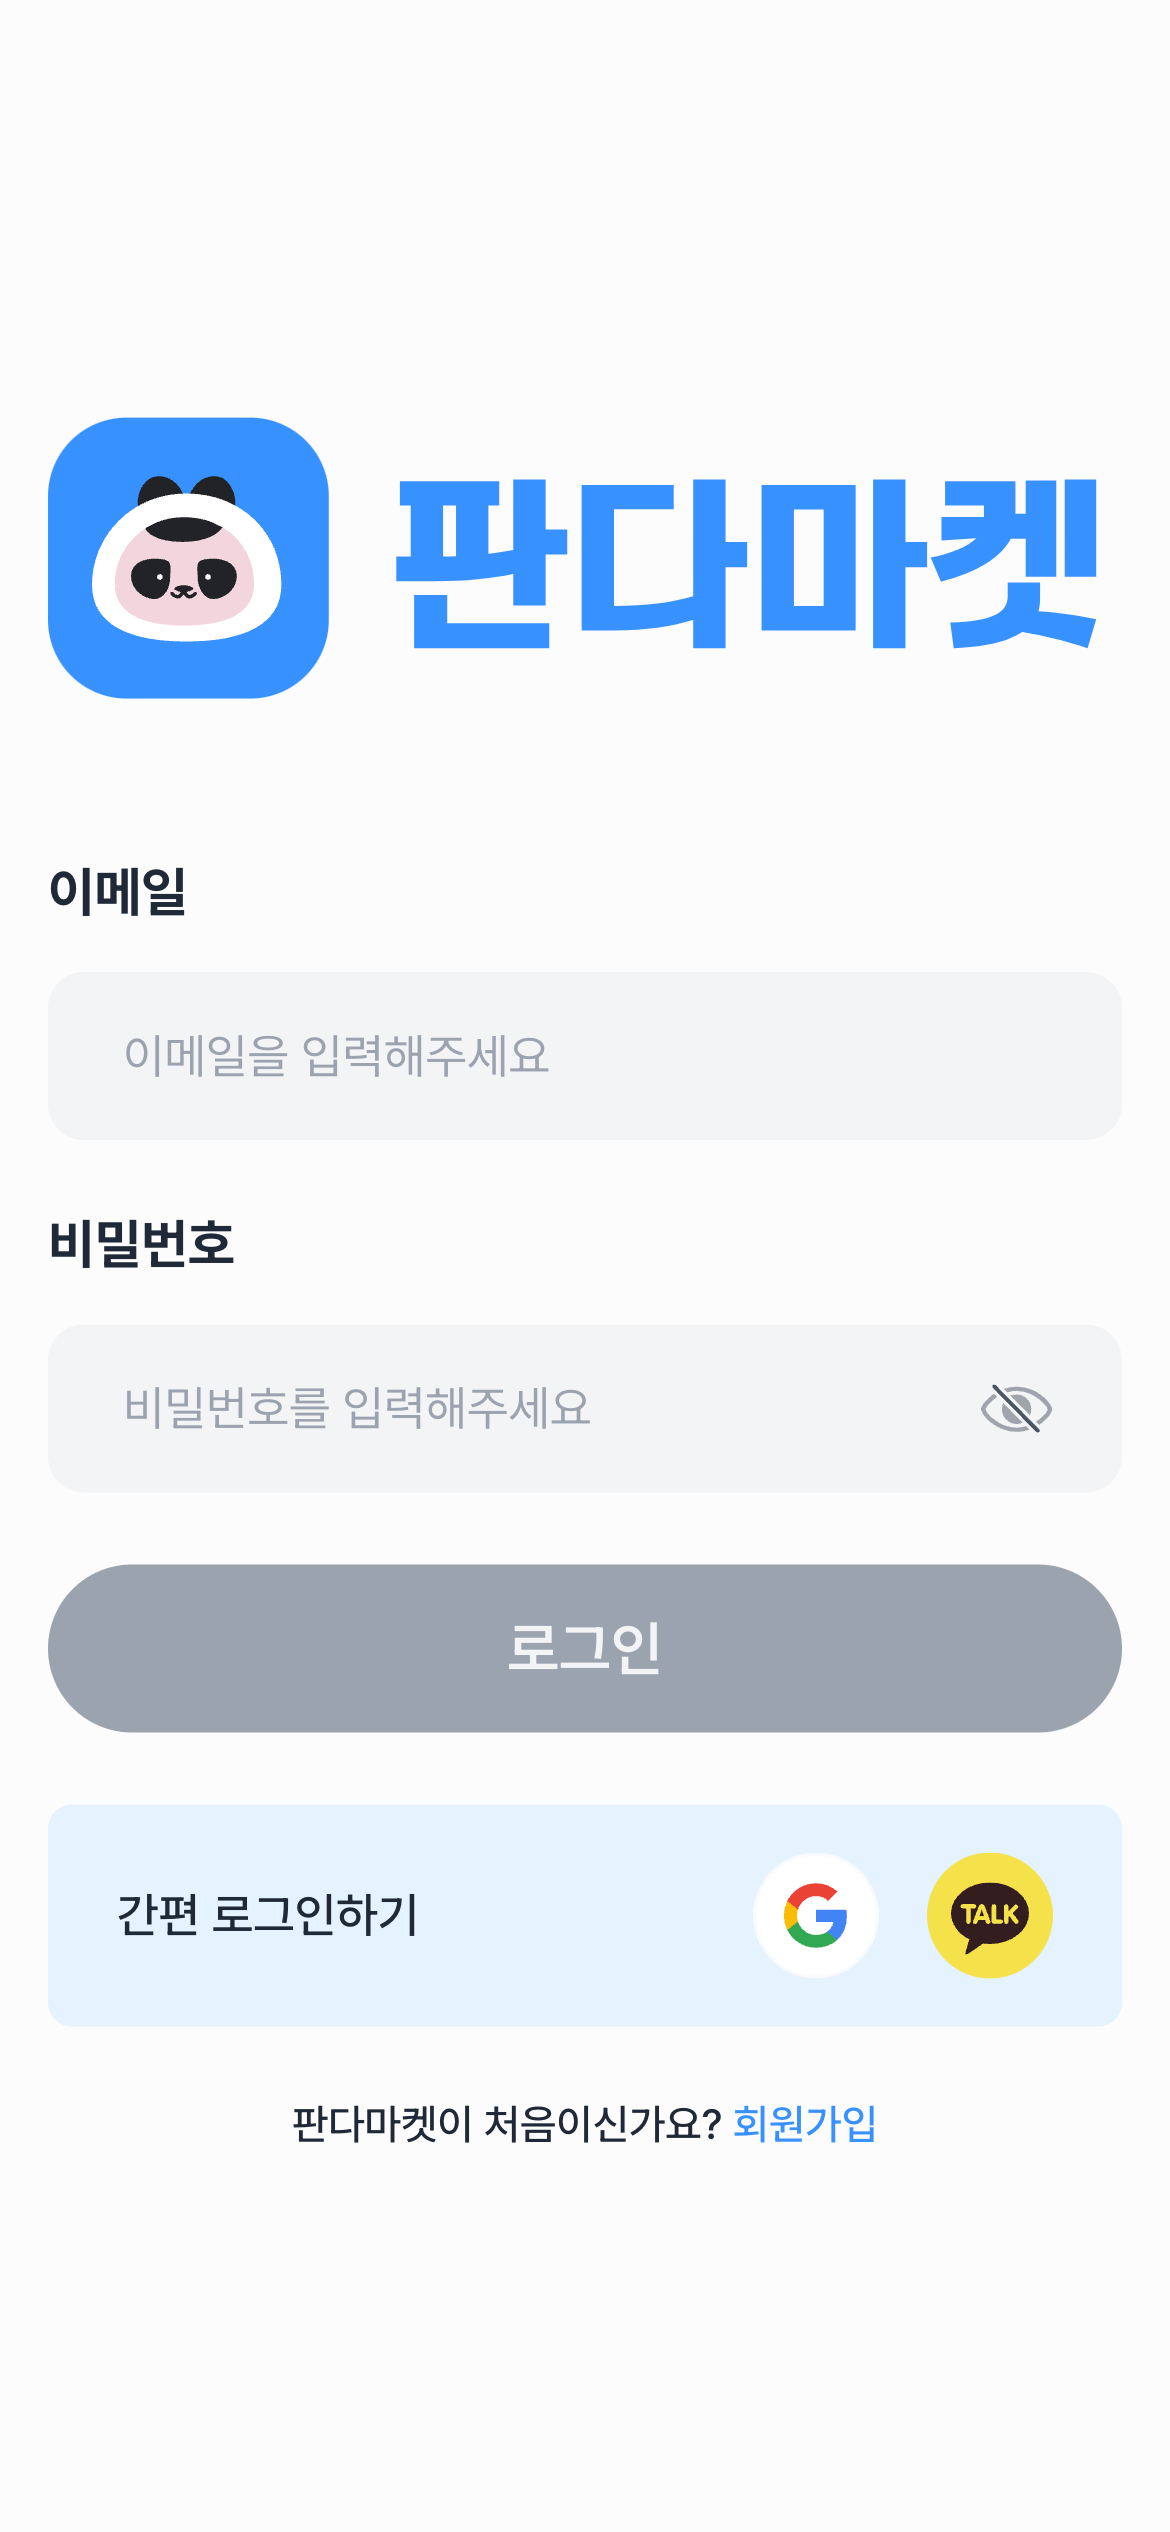 판다마켓
이메일
이메일을 입력해주세요
비밀번호
비밀번호를 입력해주세요
로그인
간편 로그인하기
TALK
판다마켓이 처음이신가요? 회원가입